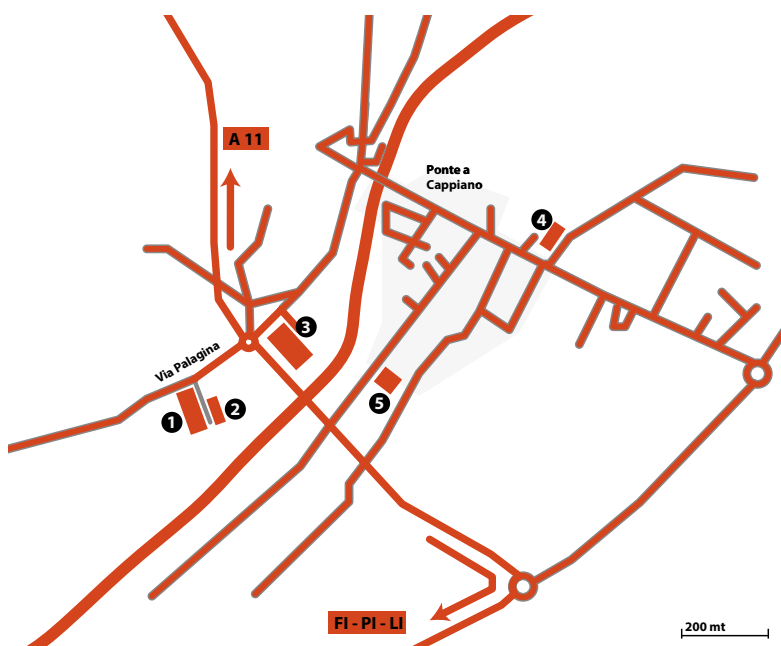 A 11
Ponte a
Cappiano
4
3
Via Palagina
5
1
2
FI - PI - LI
200 mt